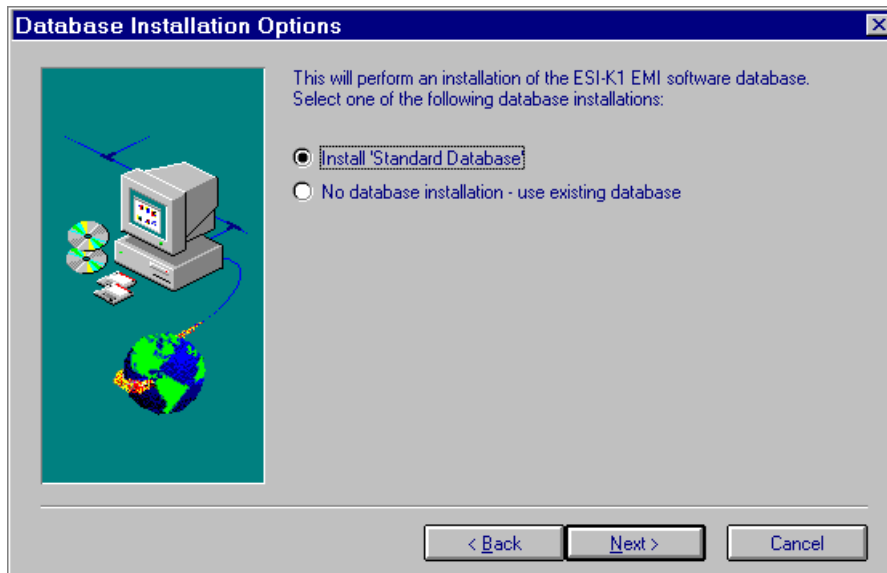 Database Installation Options
This will perform an installation of the ESI-K1 EMI software database.
Select one of the following database installations:
Install 'Standard Database'
No database installation - use existing database
< Back
Next >
Cancel